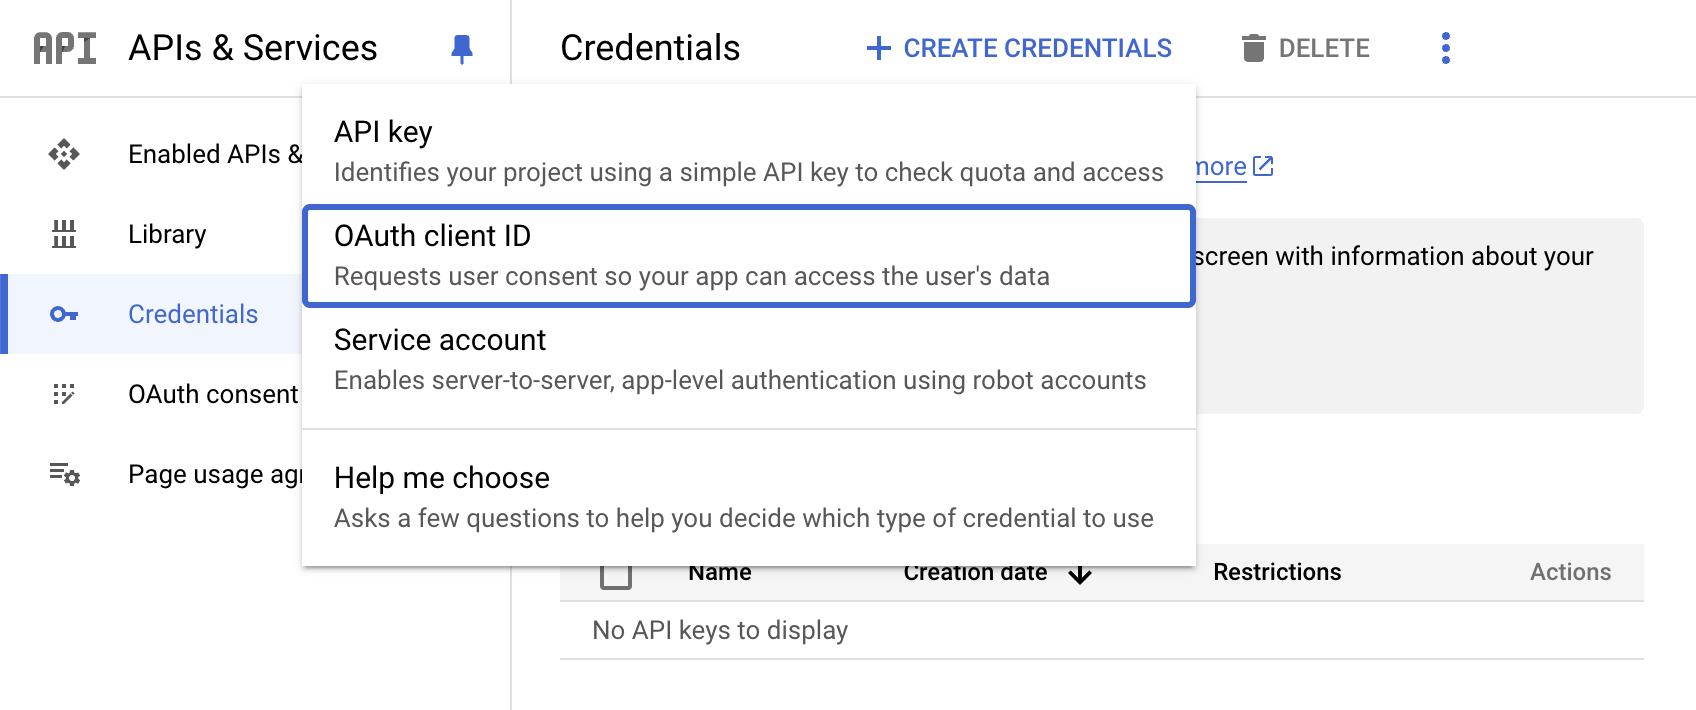 API APIs & Services
Credentials
CREATE CREDENTIALS
DELETE
Enabled APIs &
Library
Credentials
OAuth consent
Page usage agr
API key
Identifies your project using a simple API key to check quota and access
OAuth client ID
Requests user consent so your app can access the user's data
Service account
Enables server-to-server, app-level authentication using robot accounts
Help me choose
Asks a few questions to help you decide which type of credential to use
more
screen with information about your
Name Creation date Restrictions Actions
No API keys to display